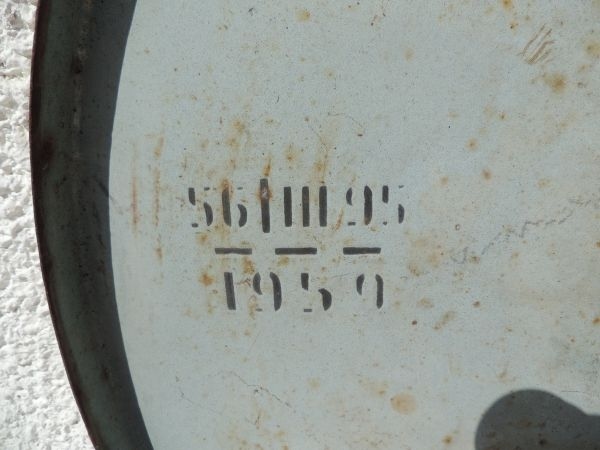 56|III95
— — —
1959